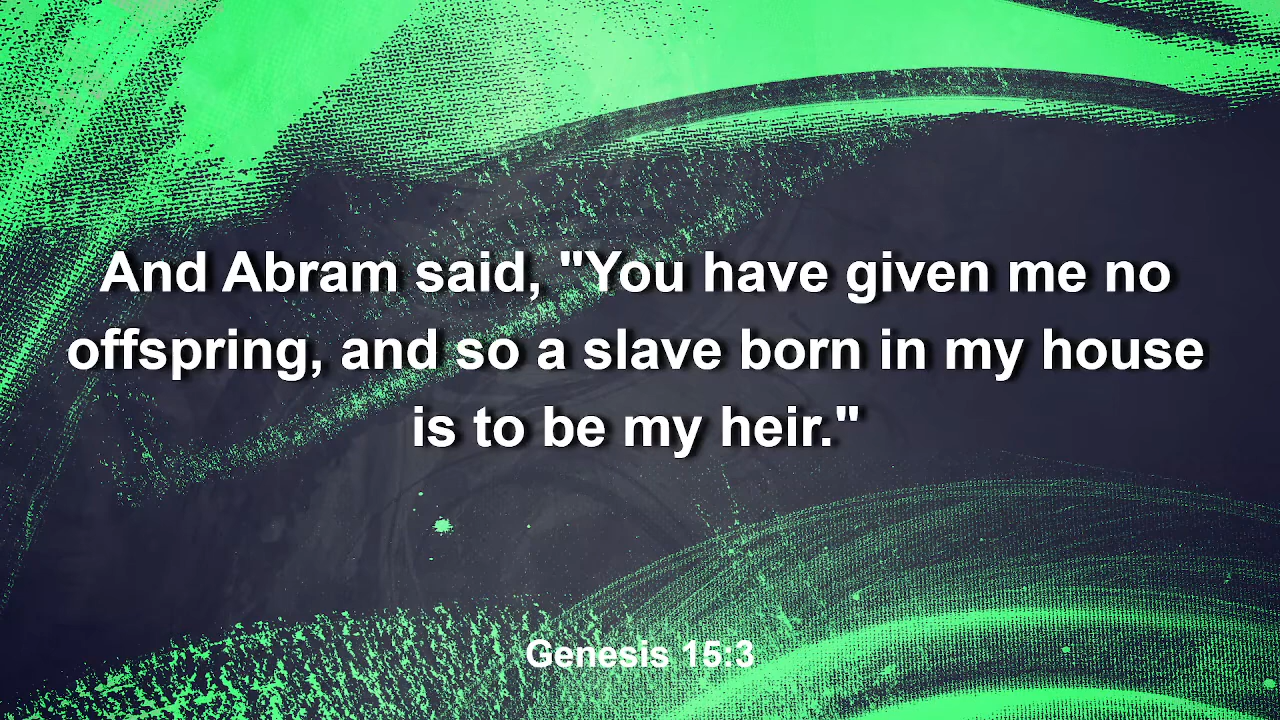 And Abram said, "You have given me no
offspring, and so a slave born in my house
is to be my heir."
Genesis 15:3